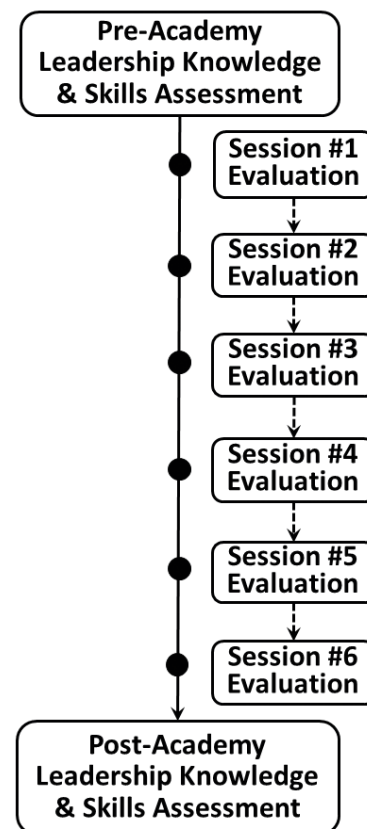 Pre-Academy
Leadership Knowledge
& Skills Assessment
Session #1
Evaluation
Session #2
Evaluation
Session #3
Evaluation
Session #4
Evaluation
Session #5
Evaluation
Session #6
Evaluation
Post-Academy
Leadership Knowledge
& Skills Assessment